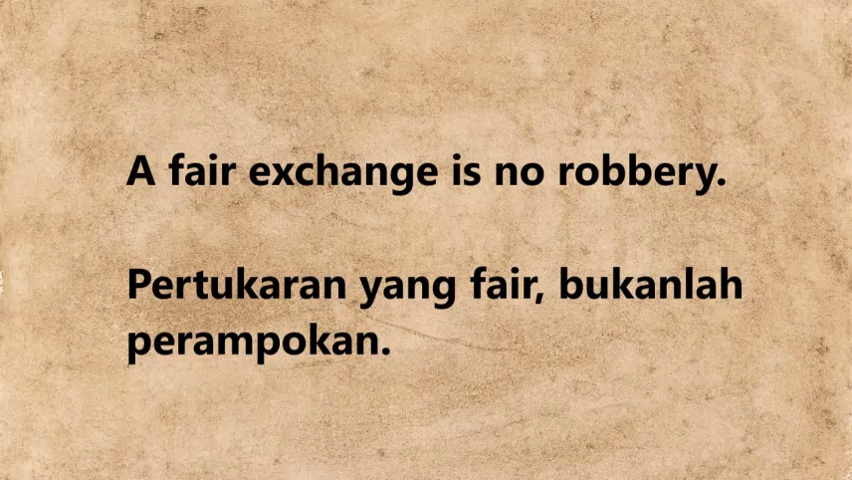 A fair exchange is no robbery.
Pertukaran yang fair, bukanlah
perampokan.